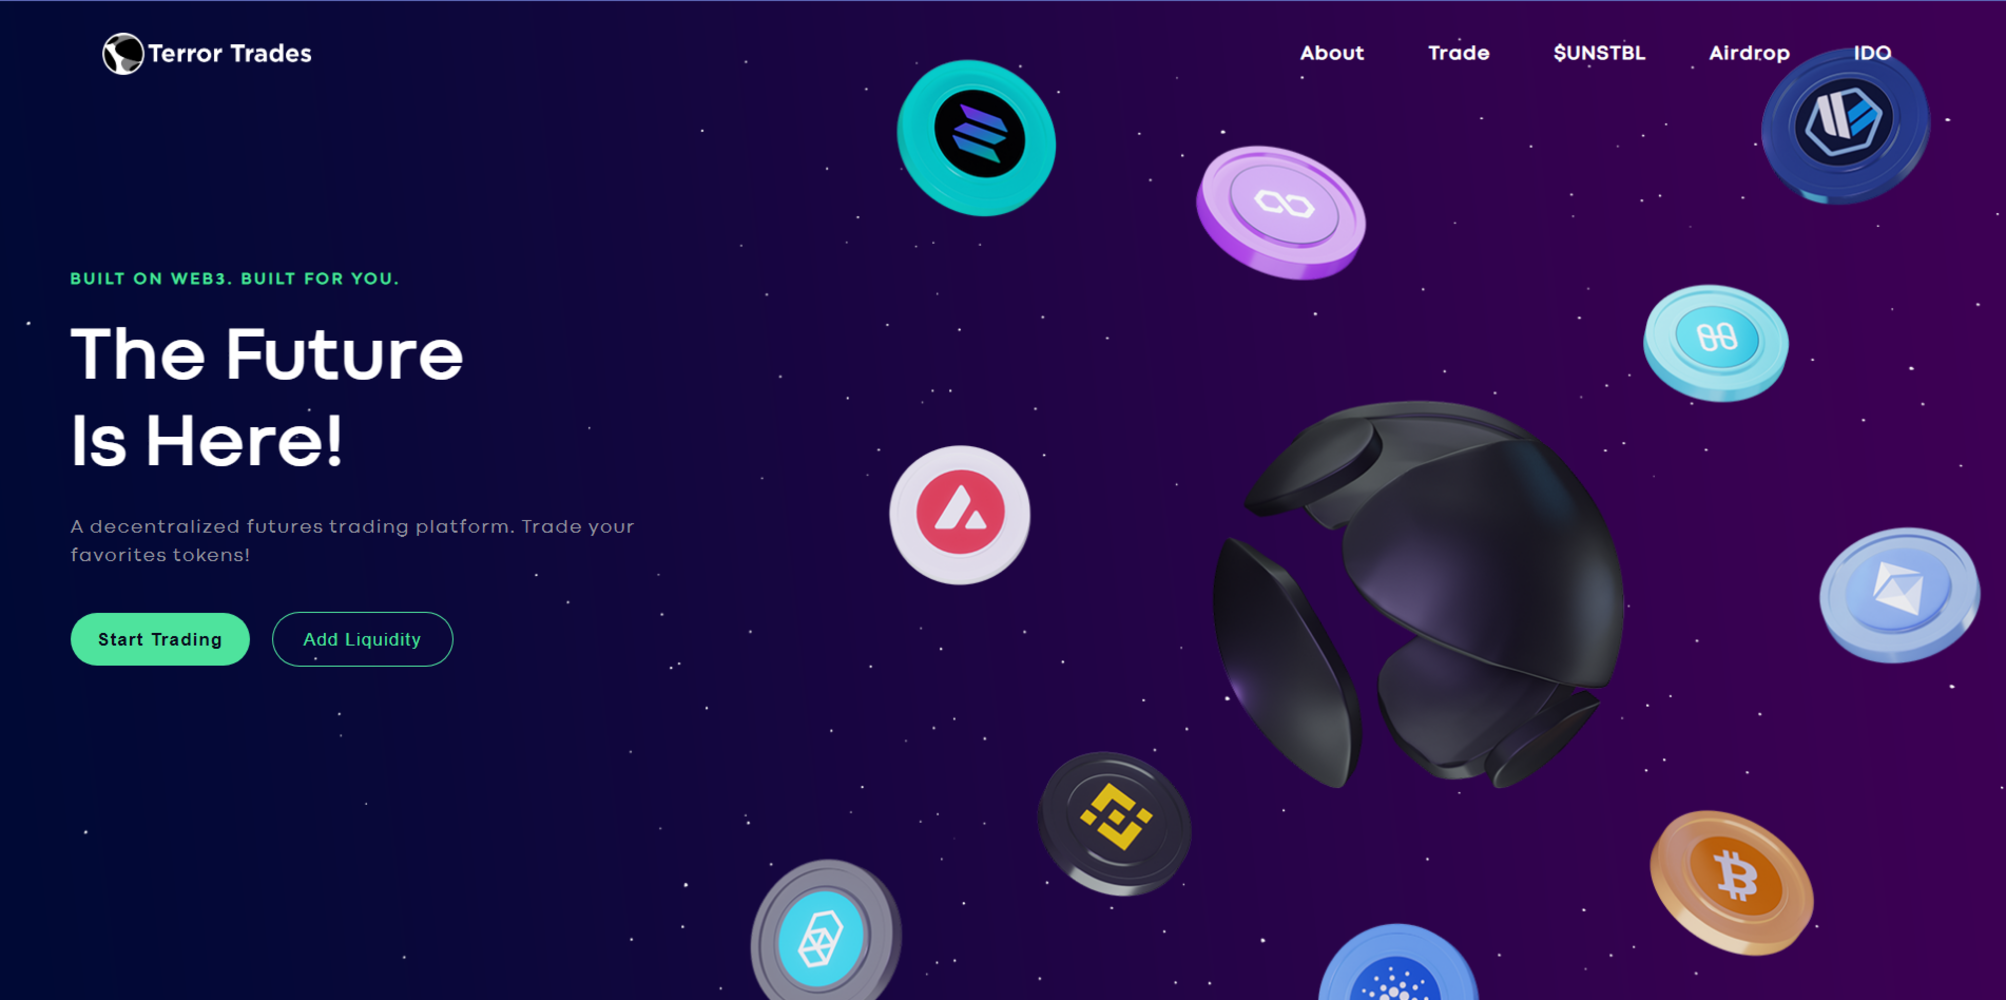 Terror Trades
About
Trade
$UNSTBL
Airdrop
IDO
BUILT ON WEB3. BUILT FOR YOU.
The Future
Is Here!
A decentralized futures trading platform. Trade your
favorites tokens!
Start Trading
Add Liquidity